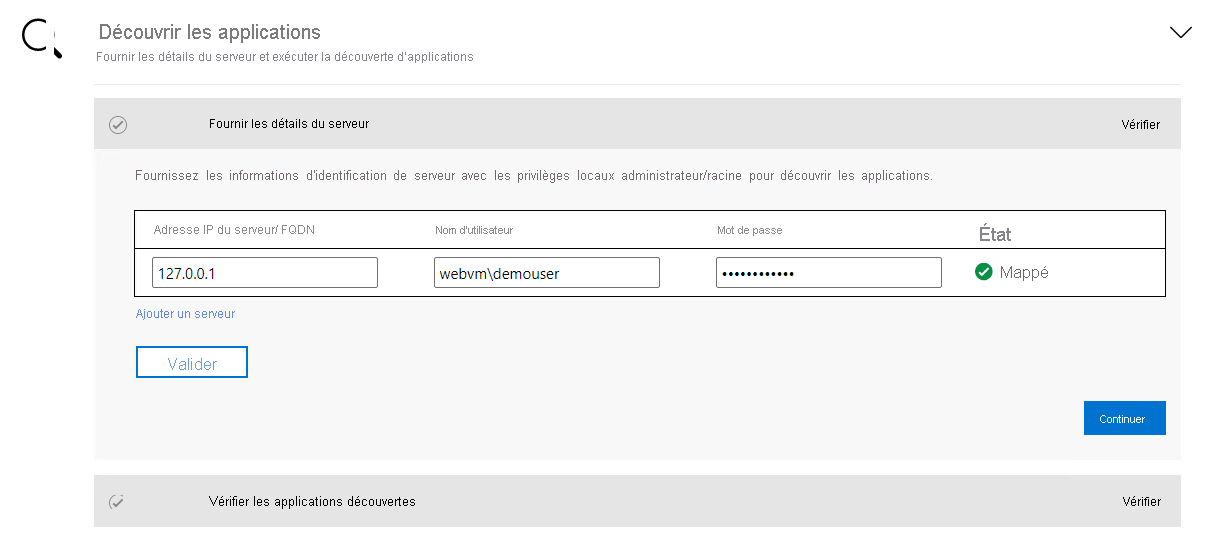 Découvrir les applications
Fournir les détails du serveur et exécuter la découverte d'applications
Fournir les détails du serveur Vérifier
Fournissez les informations d'identification de serveur avec les privilèges locaux administrateur/racine pour découvrir les applications.
Adresse IP du serveur/ FQDN Nom d'utilisateur Mot de passe État
127.0.0.1 webvm\demouser •••••••••••• Mappé
Ajouter un serveur
Valider
Continuer
Vérifier les applications découvertes Vérifier